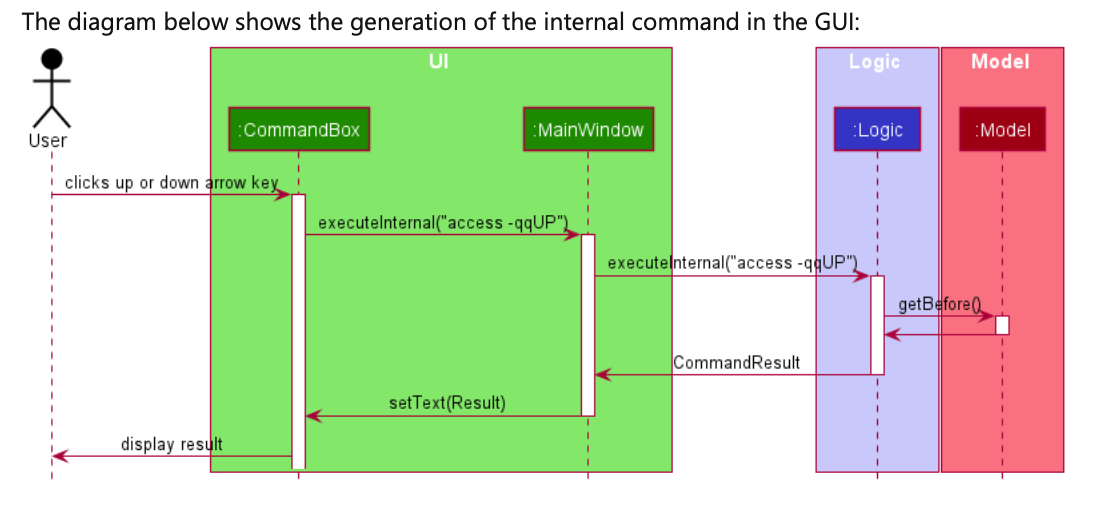 The diagram below shows the generation of the internal command in the GUI:
UI
Logic
Model
:CommandBox
:MainWindow
:Logic
:Model
User
clicks up or down arrow key
executeInternal("access -qqUP")
executeInternal("access -qqUP")
getBefore()
CommandResult
setText(Result)
display result